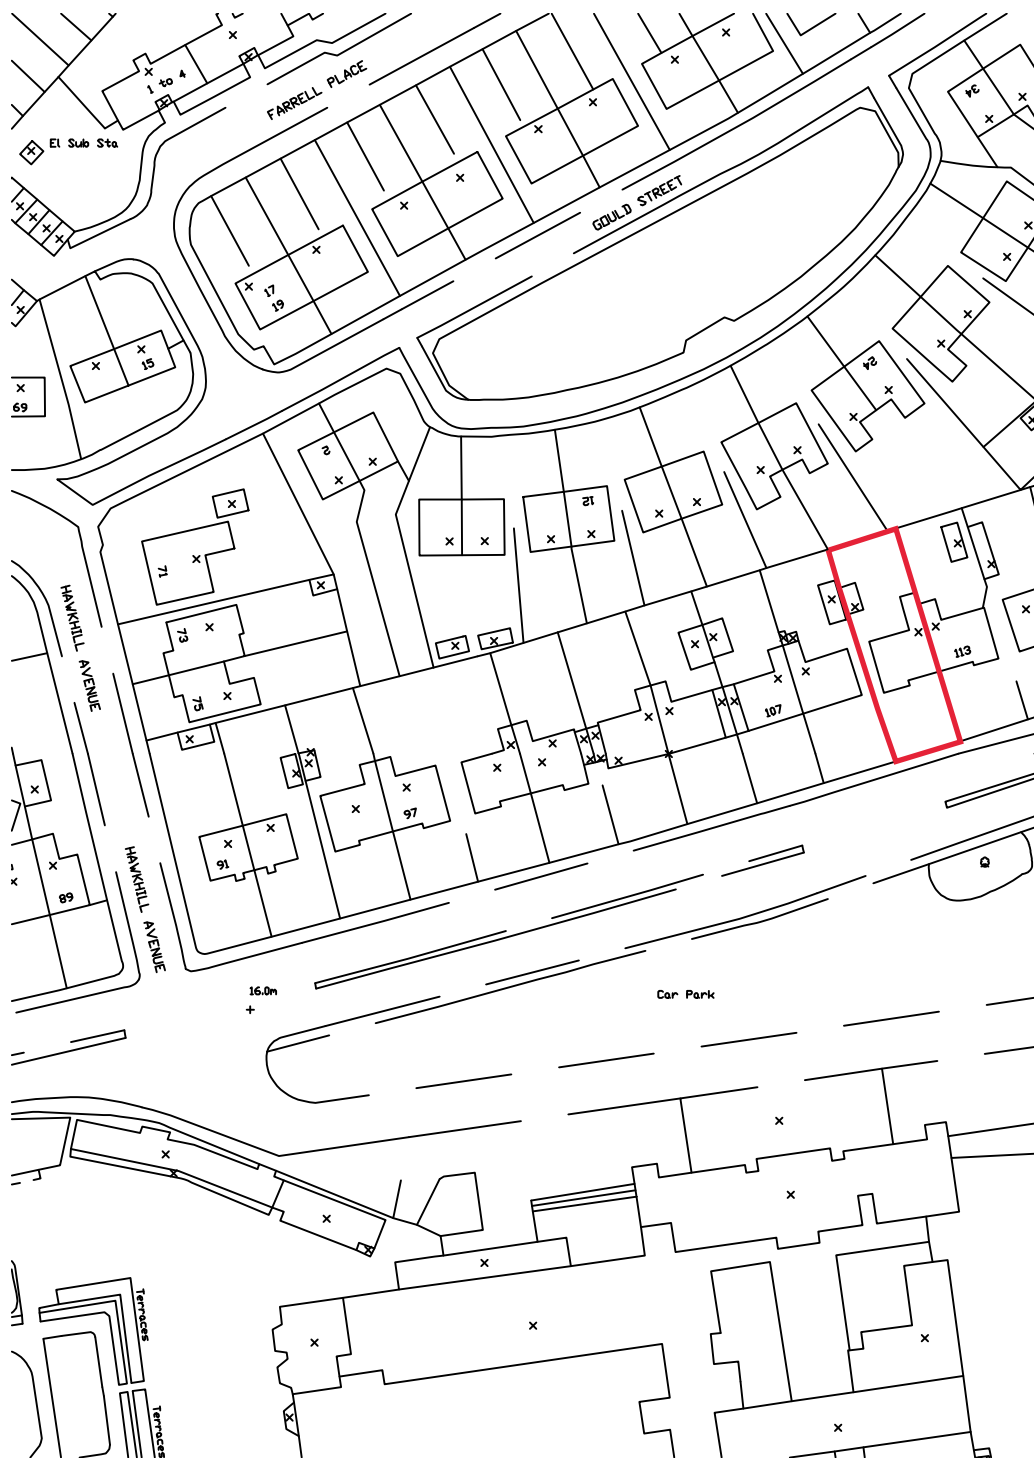 1 to 4
FARRELL PLACE
34
El Sub Sta
GOULD STREET
17
19
15
24
69
2
12
71
HAWKHILL AVENUE
73
113
75
107
97
HAWKHILL AVENUE
91
89
16.0m
Car Park
Terraces
Terraces